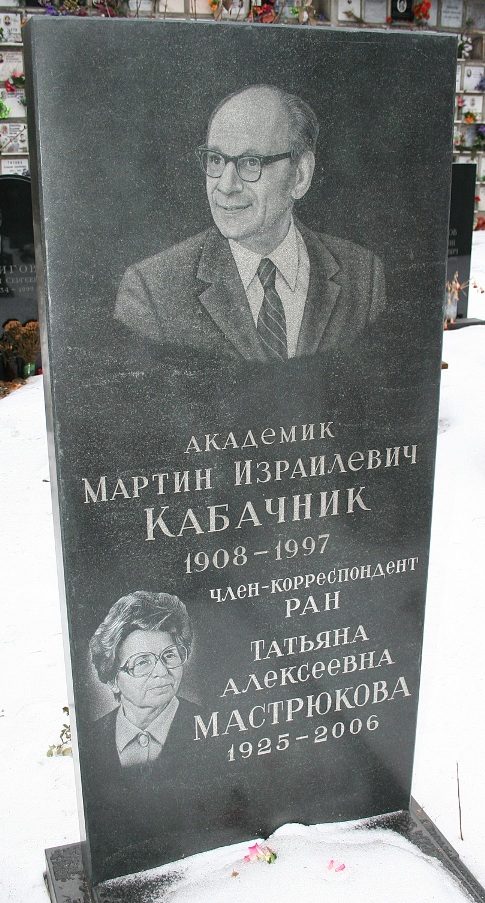 АКАДЕМИК
МАРТИН ИЗРАИЛЕВИЧ
КАБАЧНИК
1908-1997
ЧЛЕН-КОРРЕСПОНДЕНТ
РАН
ТАТЬЯНА
АЛЕКСЕЕВНА
МАСТРЮКОВА
1925-2006